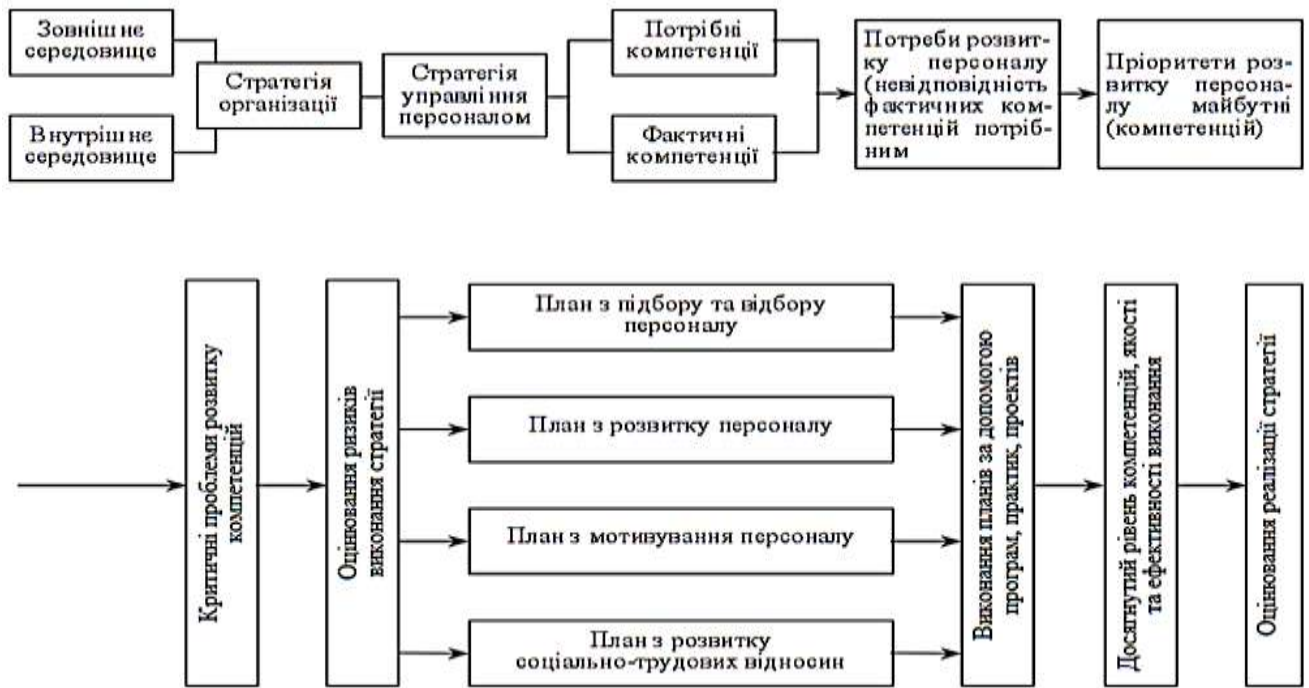 Зовнішнє
середовище
Внутрішнє
середовище
Стратегія
організації
Стратегія
управління
персоналом
Потрібні
компетенції
Фактичні
компетенції
Потреби розвит-
ку персоналу
(невідповідність
фактичних ком-
петенцій потріб-
ним
Пріоритети роз-
витку персона-
лу майбутні
(компетенцій)
Критичні проблеми розвитку
компетенцій
Оцінювання ризиків
виконання стратегії
План з підбору та відбору
персоналу
План з розвитку персоналу
План з мотивування персоналу
План з розвитку
соціально-трудових відносин
Виконання планів за допомогою
програм, практик, проектів
Досягнутий рівень компетенцій, якості
та ефективності виконання
Оцінювання реалізації стратегії